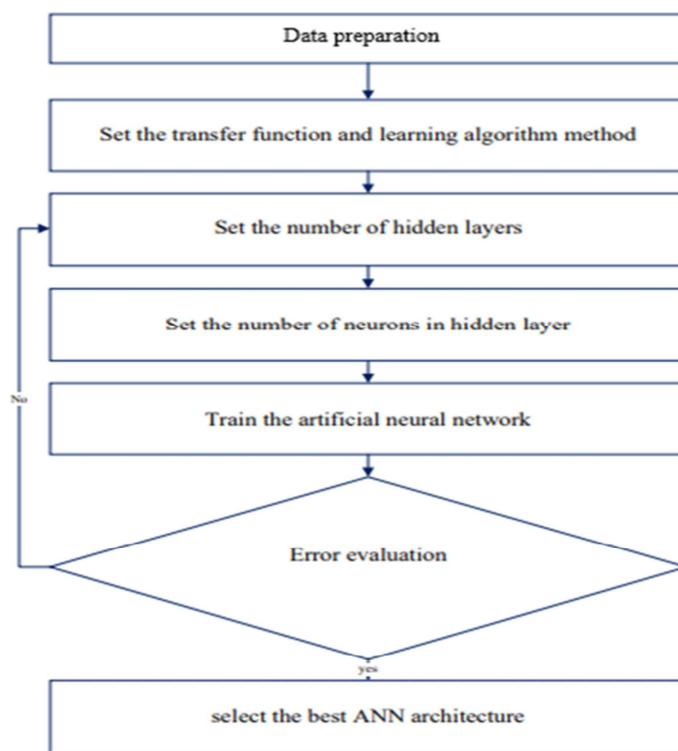 Data preparation
Set the transfer function and learning algorithm method
Set the number of hidden layers
Set the number of neurons in hidden layer
No
Train the artificial neural network
Error evaluation
yes
select the best ANN architecture